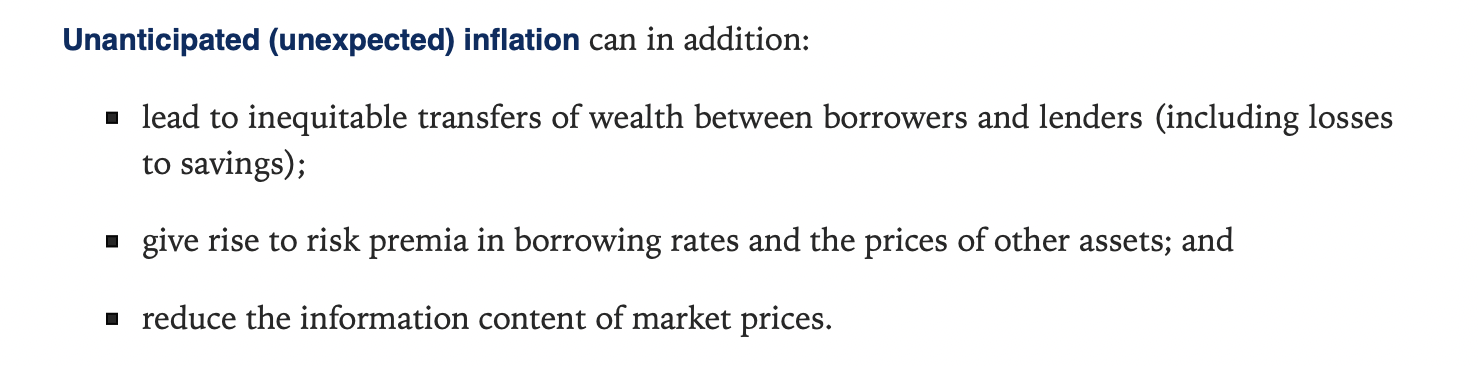 Unanticipated (unexpected) inflation can in addition:
▪ lead to inequitable transfers of wealth between borrowers and lenders (including losses
to savings);
▪ give rise to risk premia in borrowing rates and the prices of other assets; and
▪ reduce the information content of market prices.